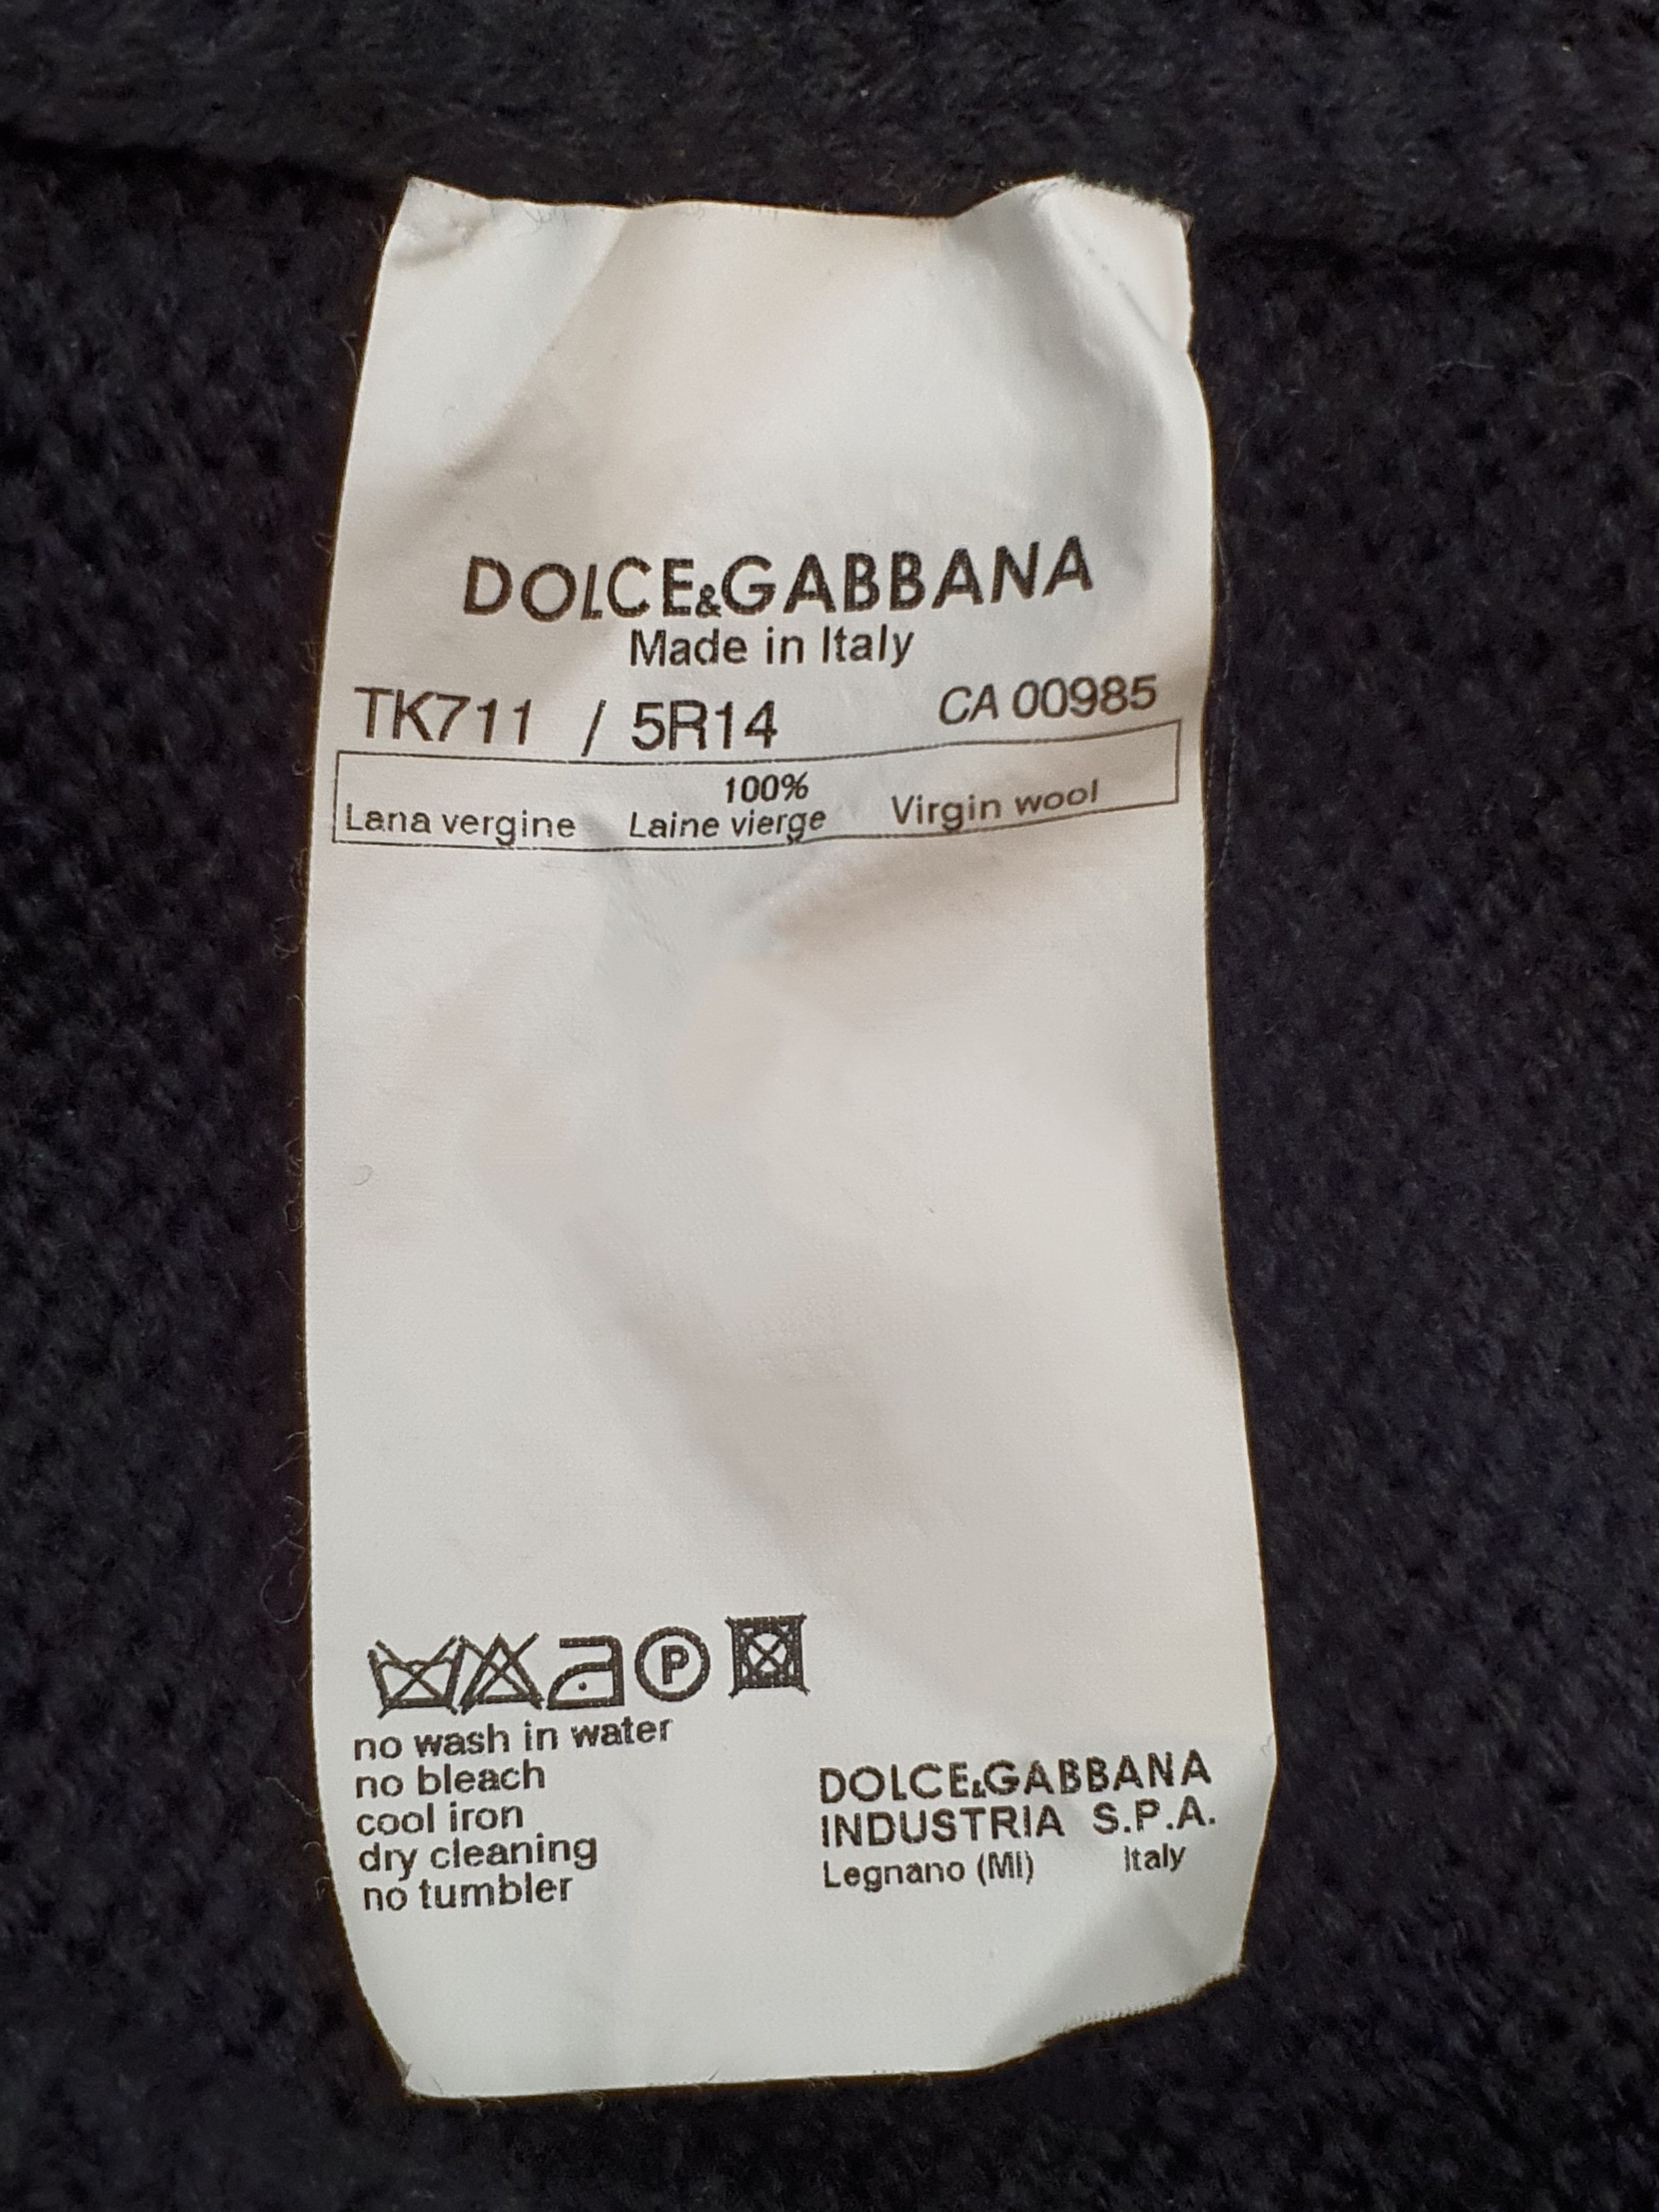 DOLCE&GABBANA
Made in Italy
TK711 / 5R14 CA 00985
100%
Lana vergine Laine vierge Virgin wool
P
no wash in water
no bleach
cool iron
dry cleaning
no tumbler
DOLCE&GABBANA
INDUSTRIA S.P.A.
Legnano (MI) Italy